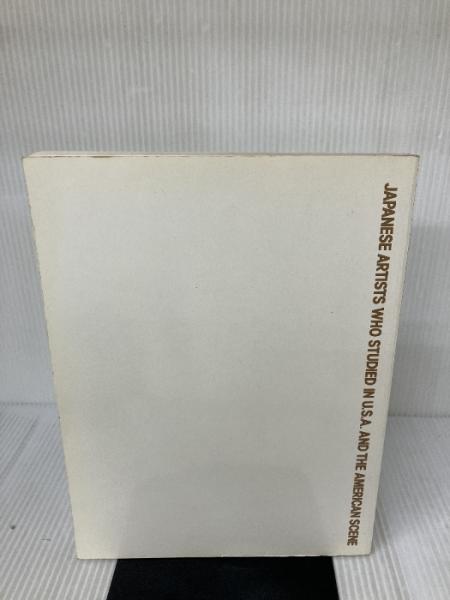 JAPANESE ARTISTS WHO STUDIED IN U.S.A. AND THE AMERICAN SCENE